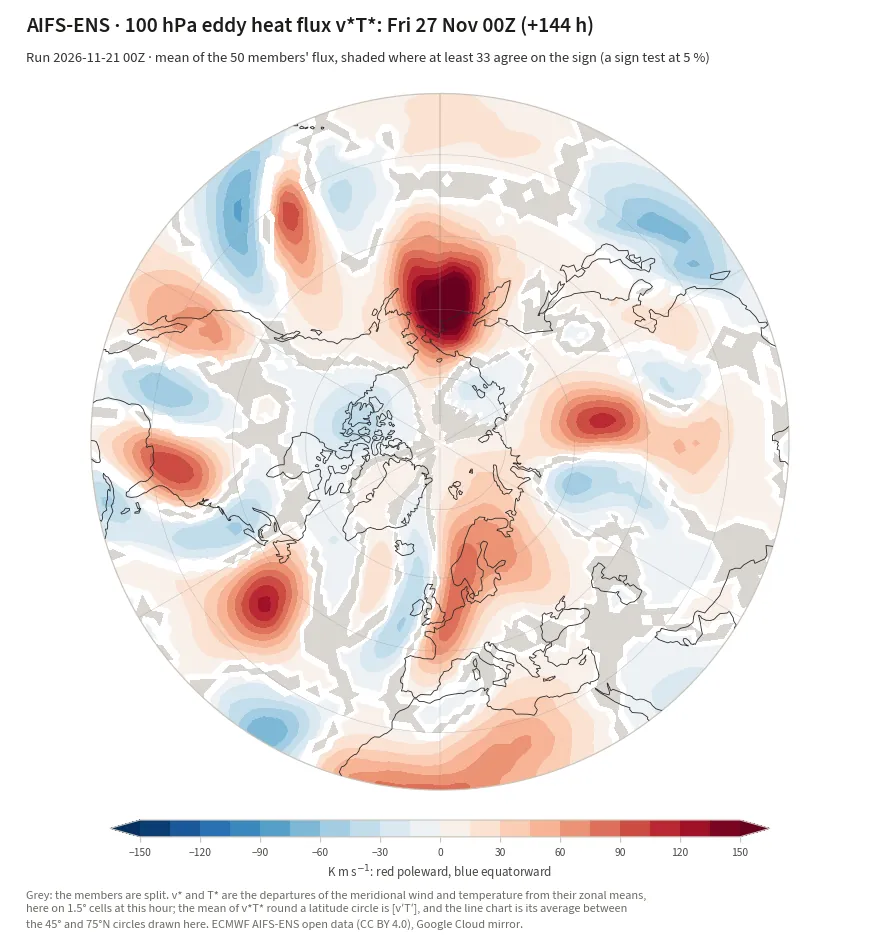 AIFS-ENS · 100 hPa eddy heat flux v*T*: Fri 27 Nov 00Z (+144 h)
Run 2026-11-21 00Z · mean of the 50 members' flux, shaded where at least 33 agree on the sign (a sign test at 5 %)
−150 −120 −90 −60 −30 0 30 60 90 120 150
K m s⁻¹: red poleward, blue equatorward
Grey: the members are split. v* and T* are the departures of the meridional wind and temperature from their zonal means,
here on 1.5° cells at this hour; the mean of v*T* round a latitude circle is [v′T′], and the line chart is its average between
the 45° and 75°N circles drawn here. ECMWF AIFS-ENS open data (CC BY 4.0), Google Cloud mirror.